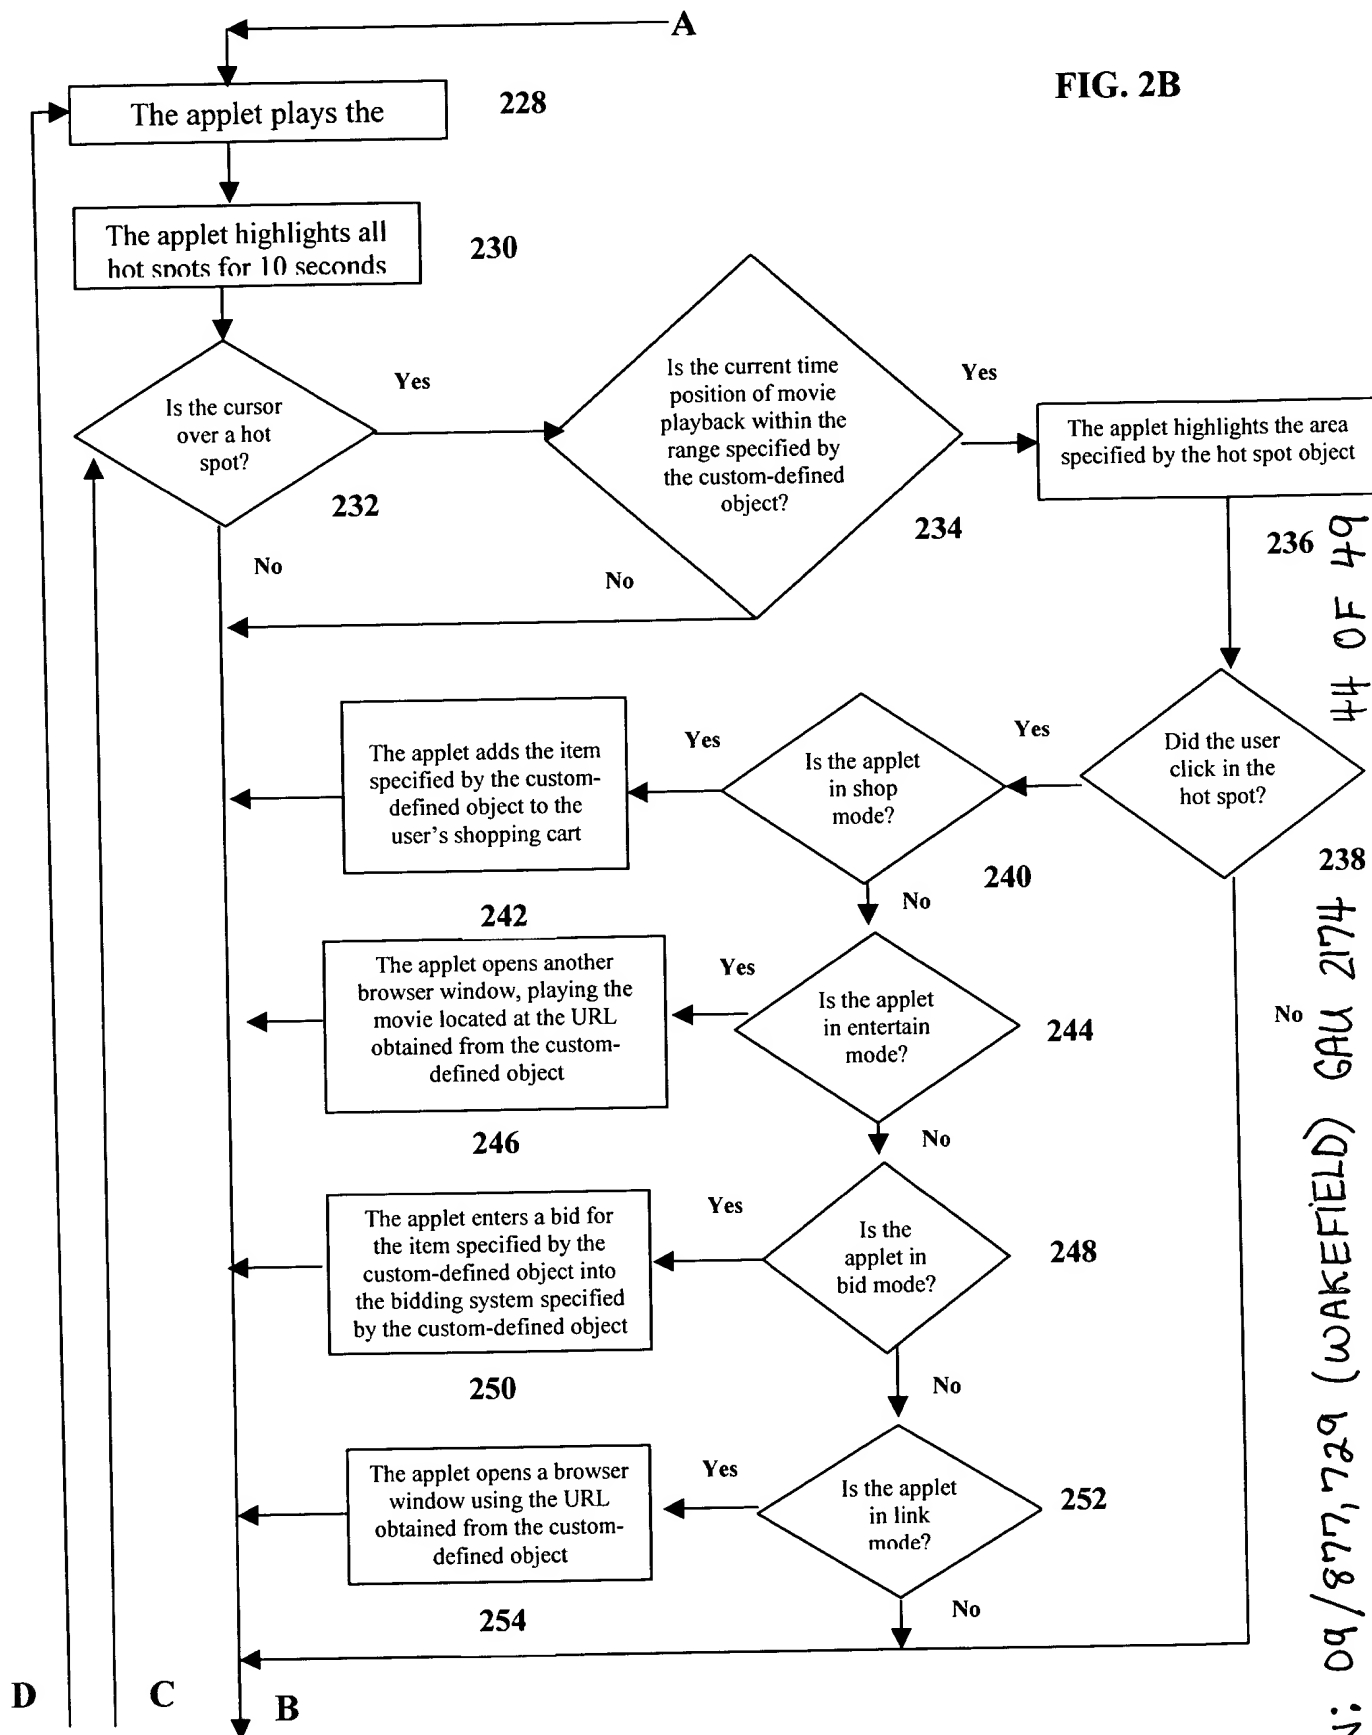 A
FIG. 2B
The applet plays the
228
The applet highlights all
hot spots for 10 seconds
230
Is the cursor
over a hot
spot?
232
Yes
No
Is the current time
position of movie
playback within the
range specified by
the custom-defined
object?
234
Yes
No
The applet highlights the area
specified by the hot spot object
236
Did the user
click in the
hot spot?
238
Yes
No
Is the applet
in shop
mode?
240
Yes
No
The applet adds the item
specified by the custom-
defined object to the
user's shopping cart
242
Is the applet
in entertain
mode?
244
Yes
No
The applet opens another
browser window, playing the
movie located at the URL
obtained from the custom-
defined object
246
Is the
applet in
bid mode?
248
Yes
No
The applet enters a bid for
the item specified by the
custom-defined object into
the bidding system specified
by the custom-defined object
250
Is the applet
in link
mode?
252
Yes
No
The applet opens a browser
window using the URL
obtained from the custom-
defined object
254
D
C
B
: 09/877,729 (WAKEFIELD) GAU 2174 44 OF 49